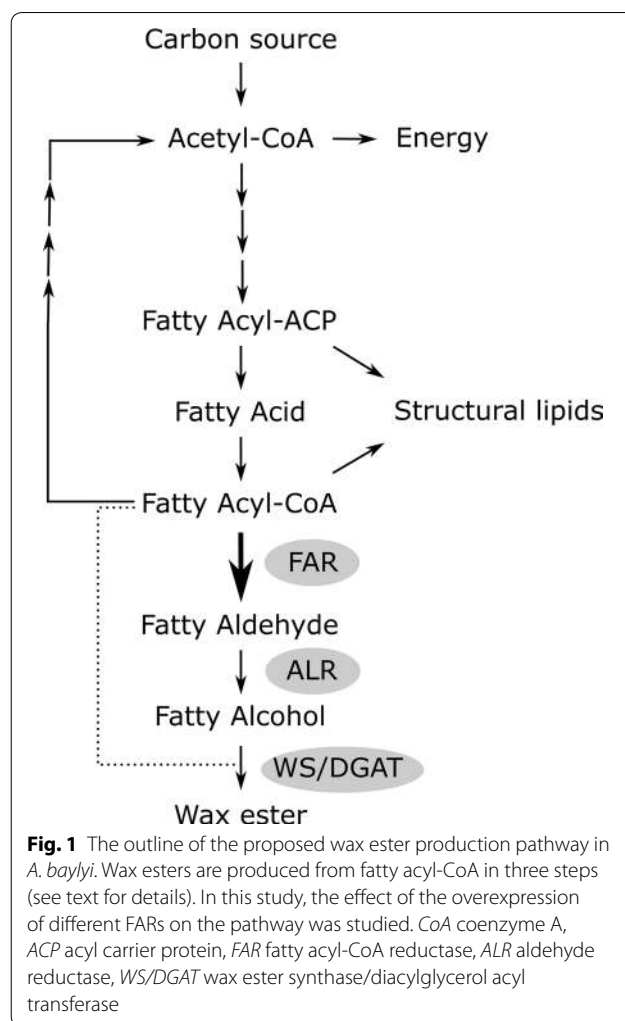 Carbon source
Acetyl-CoA
Energy
Fatty Acyl-ACP
Fatty Acid
Structural lipids
Fatty Acyl-CoA
FAR
Fatty Aldehyde
ALR
Fatty Alcohol
WS/DGAT
Wax ester
Fig. 1 The outline of the proposed wax ester production pathway in
A. baylyi. Wax esters are produced from fatty acyl-CoA in three steps
(see text for details). In this study, the effect of the overexpression
of different FARs on the pathway was studied. CoA coenzyme A,
ACP acyl carrier protein, FAR fatty acyl-CoA reductase, ALR aldehyde
reductase, WS/DGAT wax ester synthase/diacylglycerol acyl
transferase